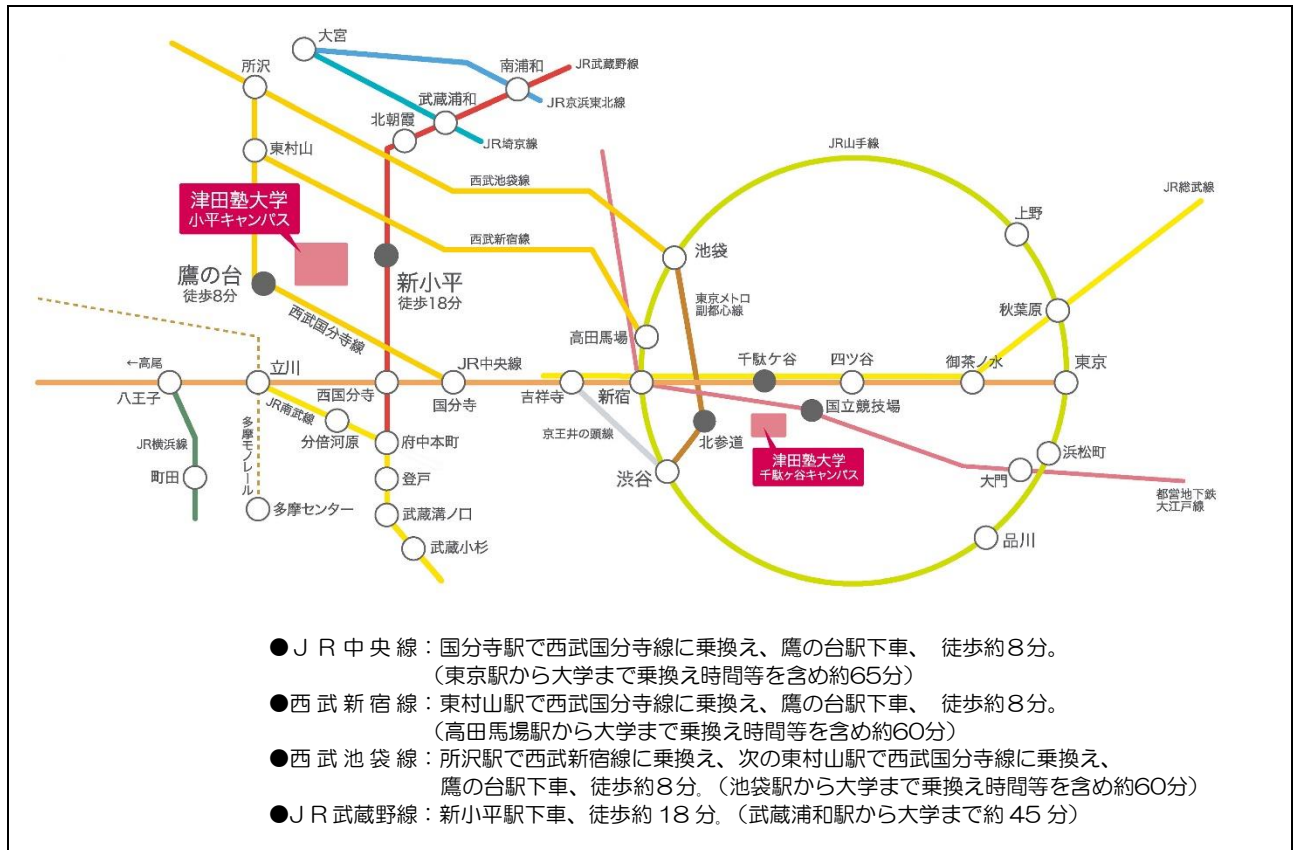 大宮
所沢
南浦和
JR武蔵野線
武蔵浦和
JR京浜東北線
北朝霞
JR埼京線
東村山
JR山手線
西武池袋線
JR総武線
津田塾大学
小平キャンパス
上野
西武新宿線
池袋
鷹の台
徒歩8分
新小平
徒歩18分
東京メトロ
副都心線
秋葉原
西武国分寺線
高田馬場
千駄ケ谷
四ツ谷
御茶ノ水
東京
←高尾
立川
JR中央線
八王子
西国分寺
国分寺
吉祥寺
新宿
国立競技場
JR南武線
分倍河原
府中本町
京王井の頭線
北参道
津田塾大学
千駄ヶ谷キャンパス
浜松町
JR横浜線
多摩モノレール
町田
登戸
渋谷
大門
都営地下鉄
大江戸線
多摩センター
武蔵溝ノ口
武蔵小杉
品川
●JR中央線：国分寺駅で西武国分寺線に乗換え、鷹の台駅下車、 徒歩約８分。
（東京駅から大学まで乗換え時間等を含め約65分）
●西武新宿線：東村山駅で西武国分寺線に乗換え、鷹の台駅下車、 徒歩約８分。
（高田馬場駅から大学まで乗換え時間等を含め約60分）
●西武池袋線：所沢駅で西武新宿線に乗換え、次の東村山駅で西武国分寺線に乗換え、
鷹の台駅下車、徒歩約８分。（池袋駅から大学まで乗換え時間等を含め約60分）
●JR武蔵野線：新小平駅下車、徒歩約 18 分。（武蔵浦和駅から大学まで約 45 分）